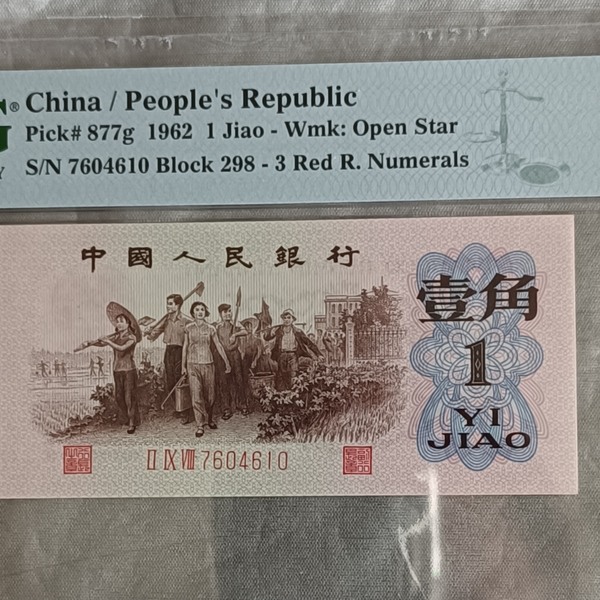 ® China / People's Republic
Pick# 877g 1962 1 Jiao - Wmk: Open Star
S/N 7604610 Block 298 - 3 Red R. Numerals
中國人民銀行
壹角
1
YI
JIAO
II IX VIII 7604610